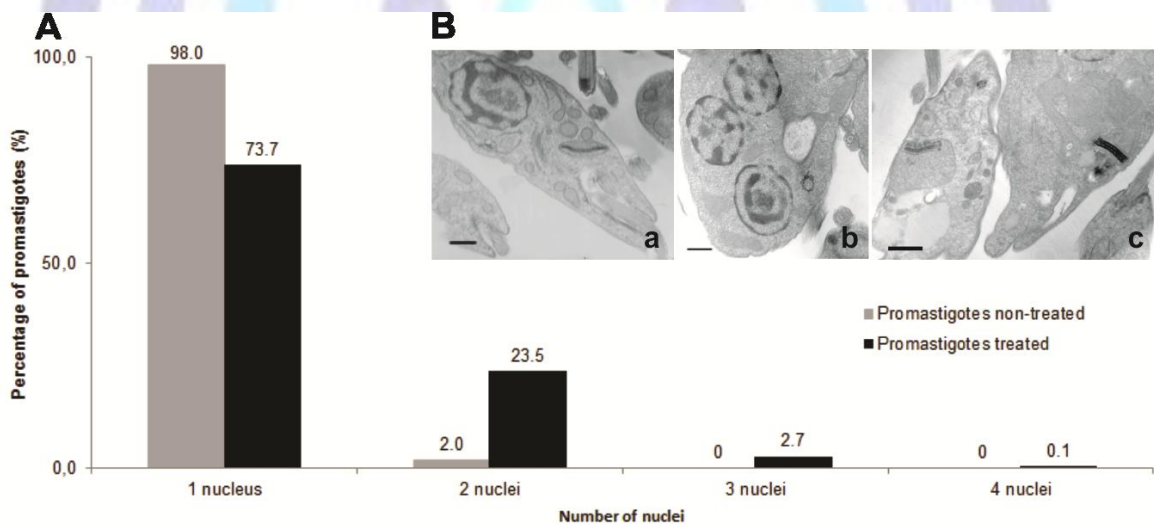 A
B
100,0
98.0
73.7
a
b
c
50,0
Percentage of promastigotes (%)
Promastigotes non-treated
Promastigotes treated
23.5
2.0
0
2.7
0
0.1
0,0
1 nucleus
2 nuclei
3 nuclei
4 nuclei
Number of nuclei